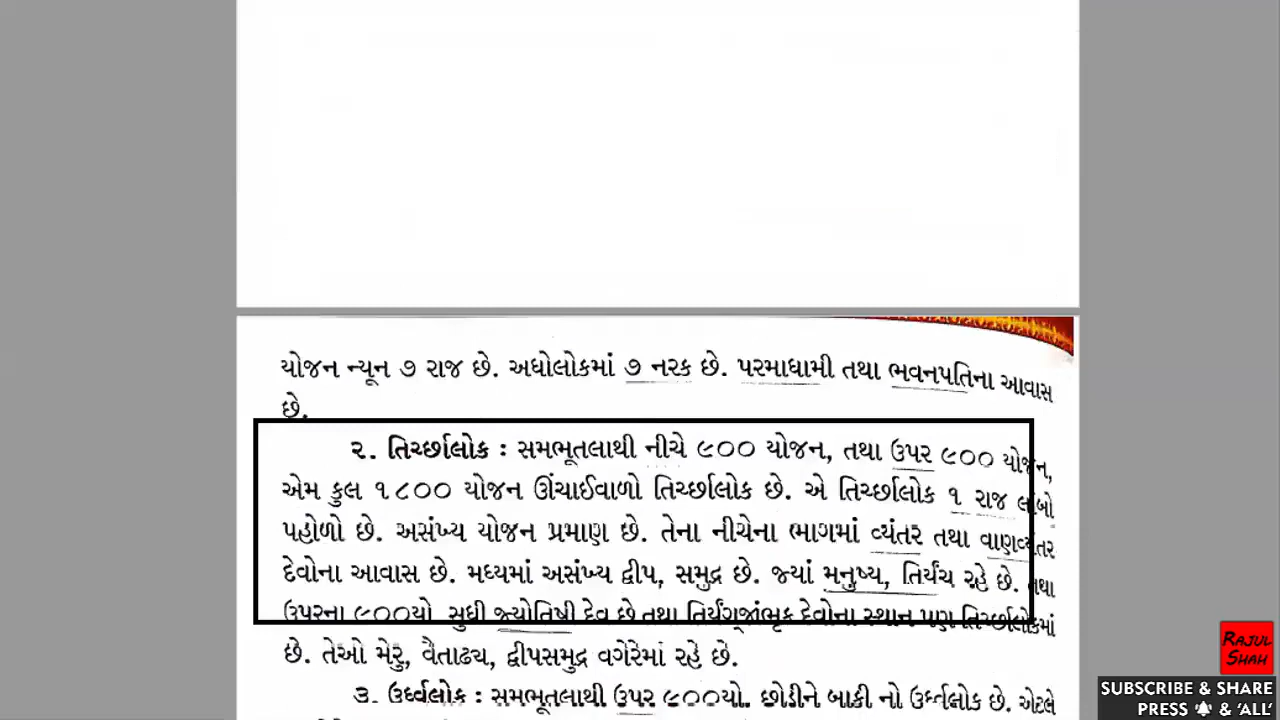 યોજન ન્યૂન ૭ રાજ છે. અધોલોકમાં ૭ નરક છે. પરમાધામી તથા ભવનપતિના આવાસ
છે.
૨. તિર્ચ્છાલોક : સમભૂતલાથી નીચે ૯૦૦ યોજન, તથા ઉપર ૯૦૦ યોજન,
એમ કુલ ૧૮૦૦ યોજન ઊંચાઈવાળો તિર્ચ્છાલોક છે. એ તિર્ચ્છાલોક ૧ રાજ લાંબો
પહોળો છે. અસંખ્ય યોજન પ્રમાણ છે. તેના નીચેના ભાગમાં વ્યંતર તથા વાણવ્યંતર
દેવોના આવાસ છે. મધ્યમાં અસંખ્ય દ્વીપ, સમુદ્ર છે. જ્યાં મનુષ્ય, તિર્યંચ રહે છે. તથા
ઉપરના ૯૦૦યો. સુધી જ્યોતિષી દેવ છે તથા તિર્યગ્જાંભૃક દેવોના સ્થાન પણ તિર્ચ્છાલોકમાં
છે. તેઓ મેરુ, વૈતાઢય, દ્વીપસમુદ્ર વગેરેમાં રહે છે.
૩. ઉર્ધ્વલોક : સમભૂતલાથી ઉપર ૯૦૦યો. છોડીને બાકી નો ઉર્ધ્વલોક છે. એટલે
RAJUL
SHAH
SUBSCRIBE & SHARE
PRESS & 'ALL'